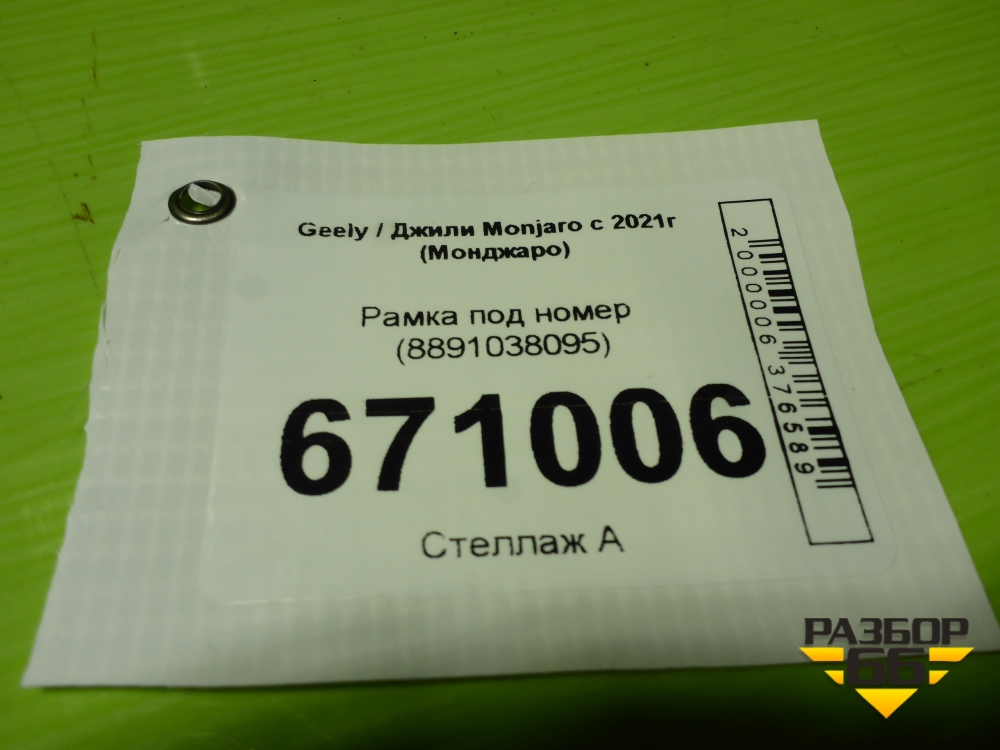 Geely / Джили Monjaro с 2021г
(Монджаро)
Рамка под номер
(8891038095)
671006
Стеллаж А
2000006376589
РАЗБОР
66